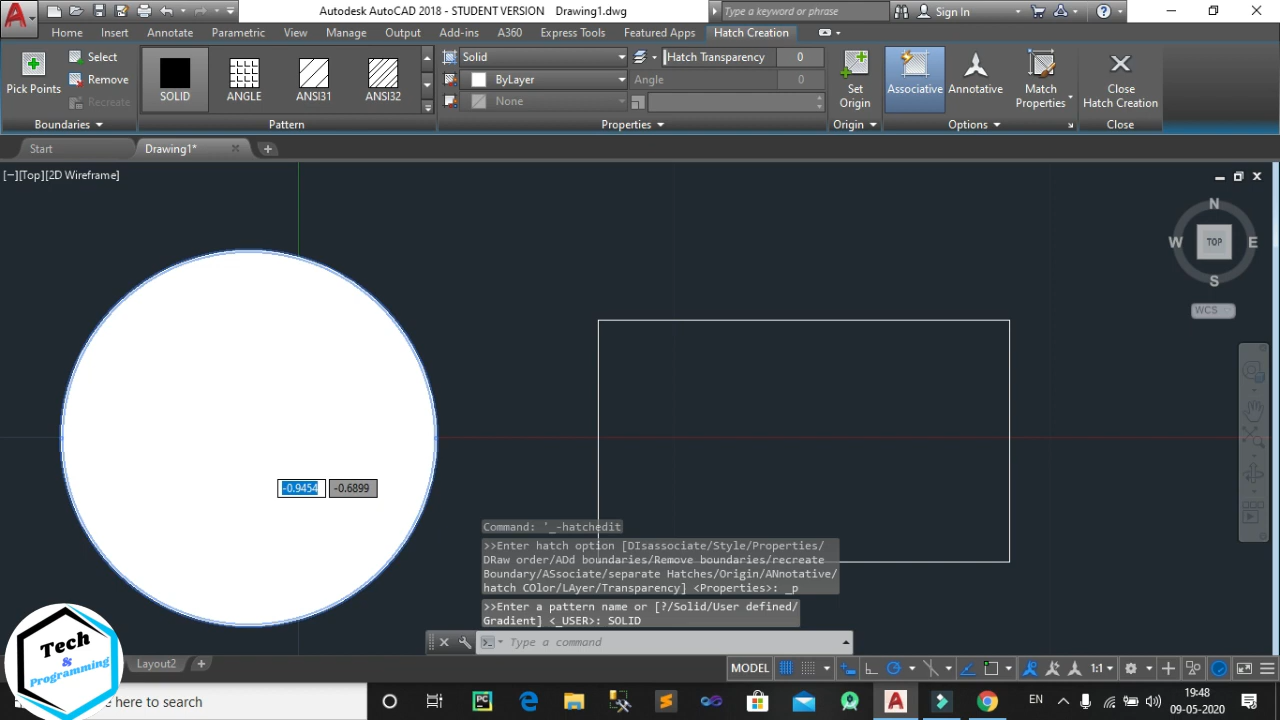 Autodesk AutoCAD 2018 - STUDENT VERSION Drawing1.dwg
Type a keyword or phrase
Sign In
Home Insert Annotate Parametric View Manage Output Add-ins A360 Express Tools Featured Apps Hatch Creation
Pick Points
Select
Remove
Recreate
Boundaries
SOLID
ANGLE
ANSI31
ANSI32
Pattern
Solid
ByLayer
None
Hatch Transparency 0
Angle 0
Properties
Set
Origin
Origin
Associative
Annotative
Match
Properties
Options
Close
Hatch Creation
Close
Start
Drawing1*
[−][Top][2D Wireframe]
N
W TOP E
S
WCS
-0.9454 -0.6899
Command: '_-hatchedit
>>Enter hatch option [DIsassociate/Style/Properties/
DRaw order/ADd boundaries/Remove boundaries/recreate
Boundary/ASsociate/separate Hatches/Origin/ANnotative/
hatch COlor/LAyer/Transparency] <Properties>: _p
>>Enter a pattern name or [?/Solid/User defined/
Gradient] <_USER>: SOLID
Type a command
Tech
&
Programming
Layout2
MODEL
1:1
here to search
EN
19:48
09-05-2020